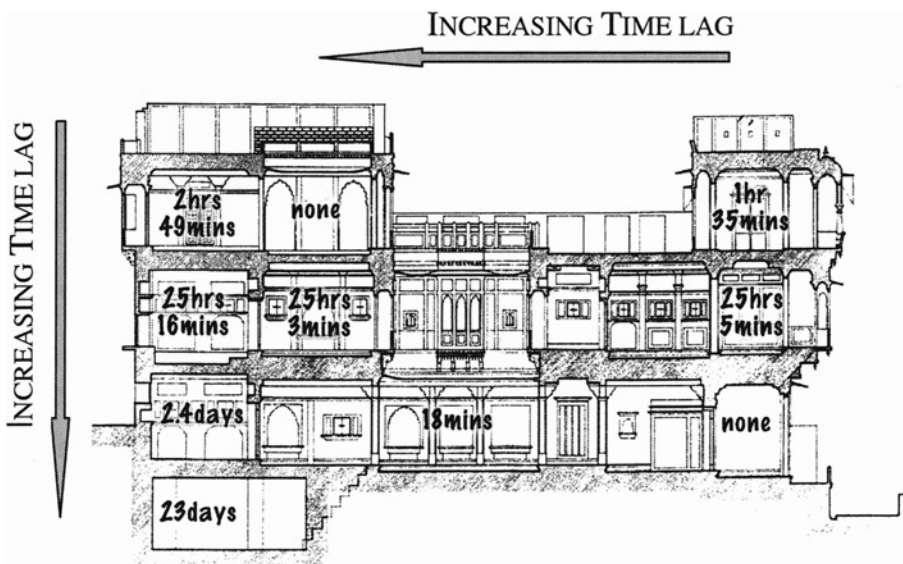 INCREASING TIME LAG
INCREASING TIME LAG
2hrs
49mins
none
1hr
35mins
25hrs
16mins
25hrs
3mins
25hrs
5mins
2.4days
18mins
none
23days